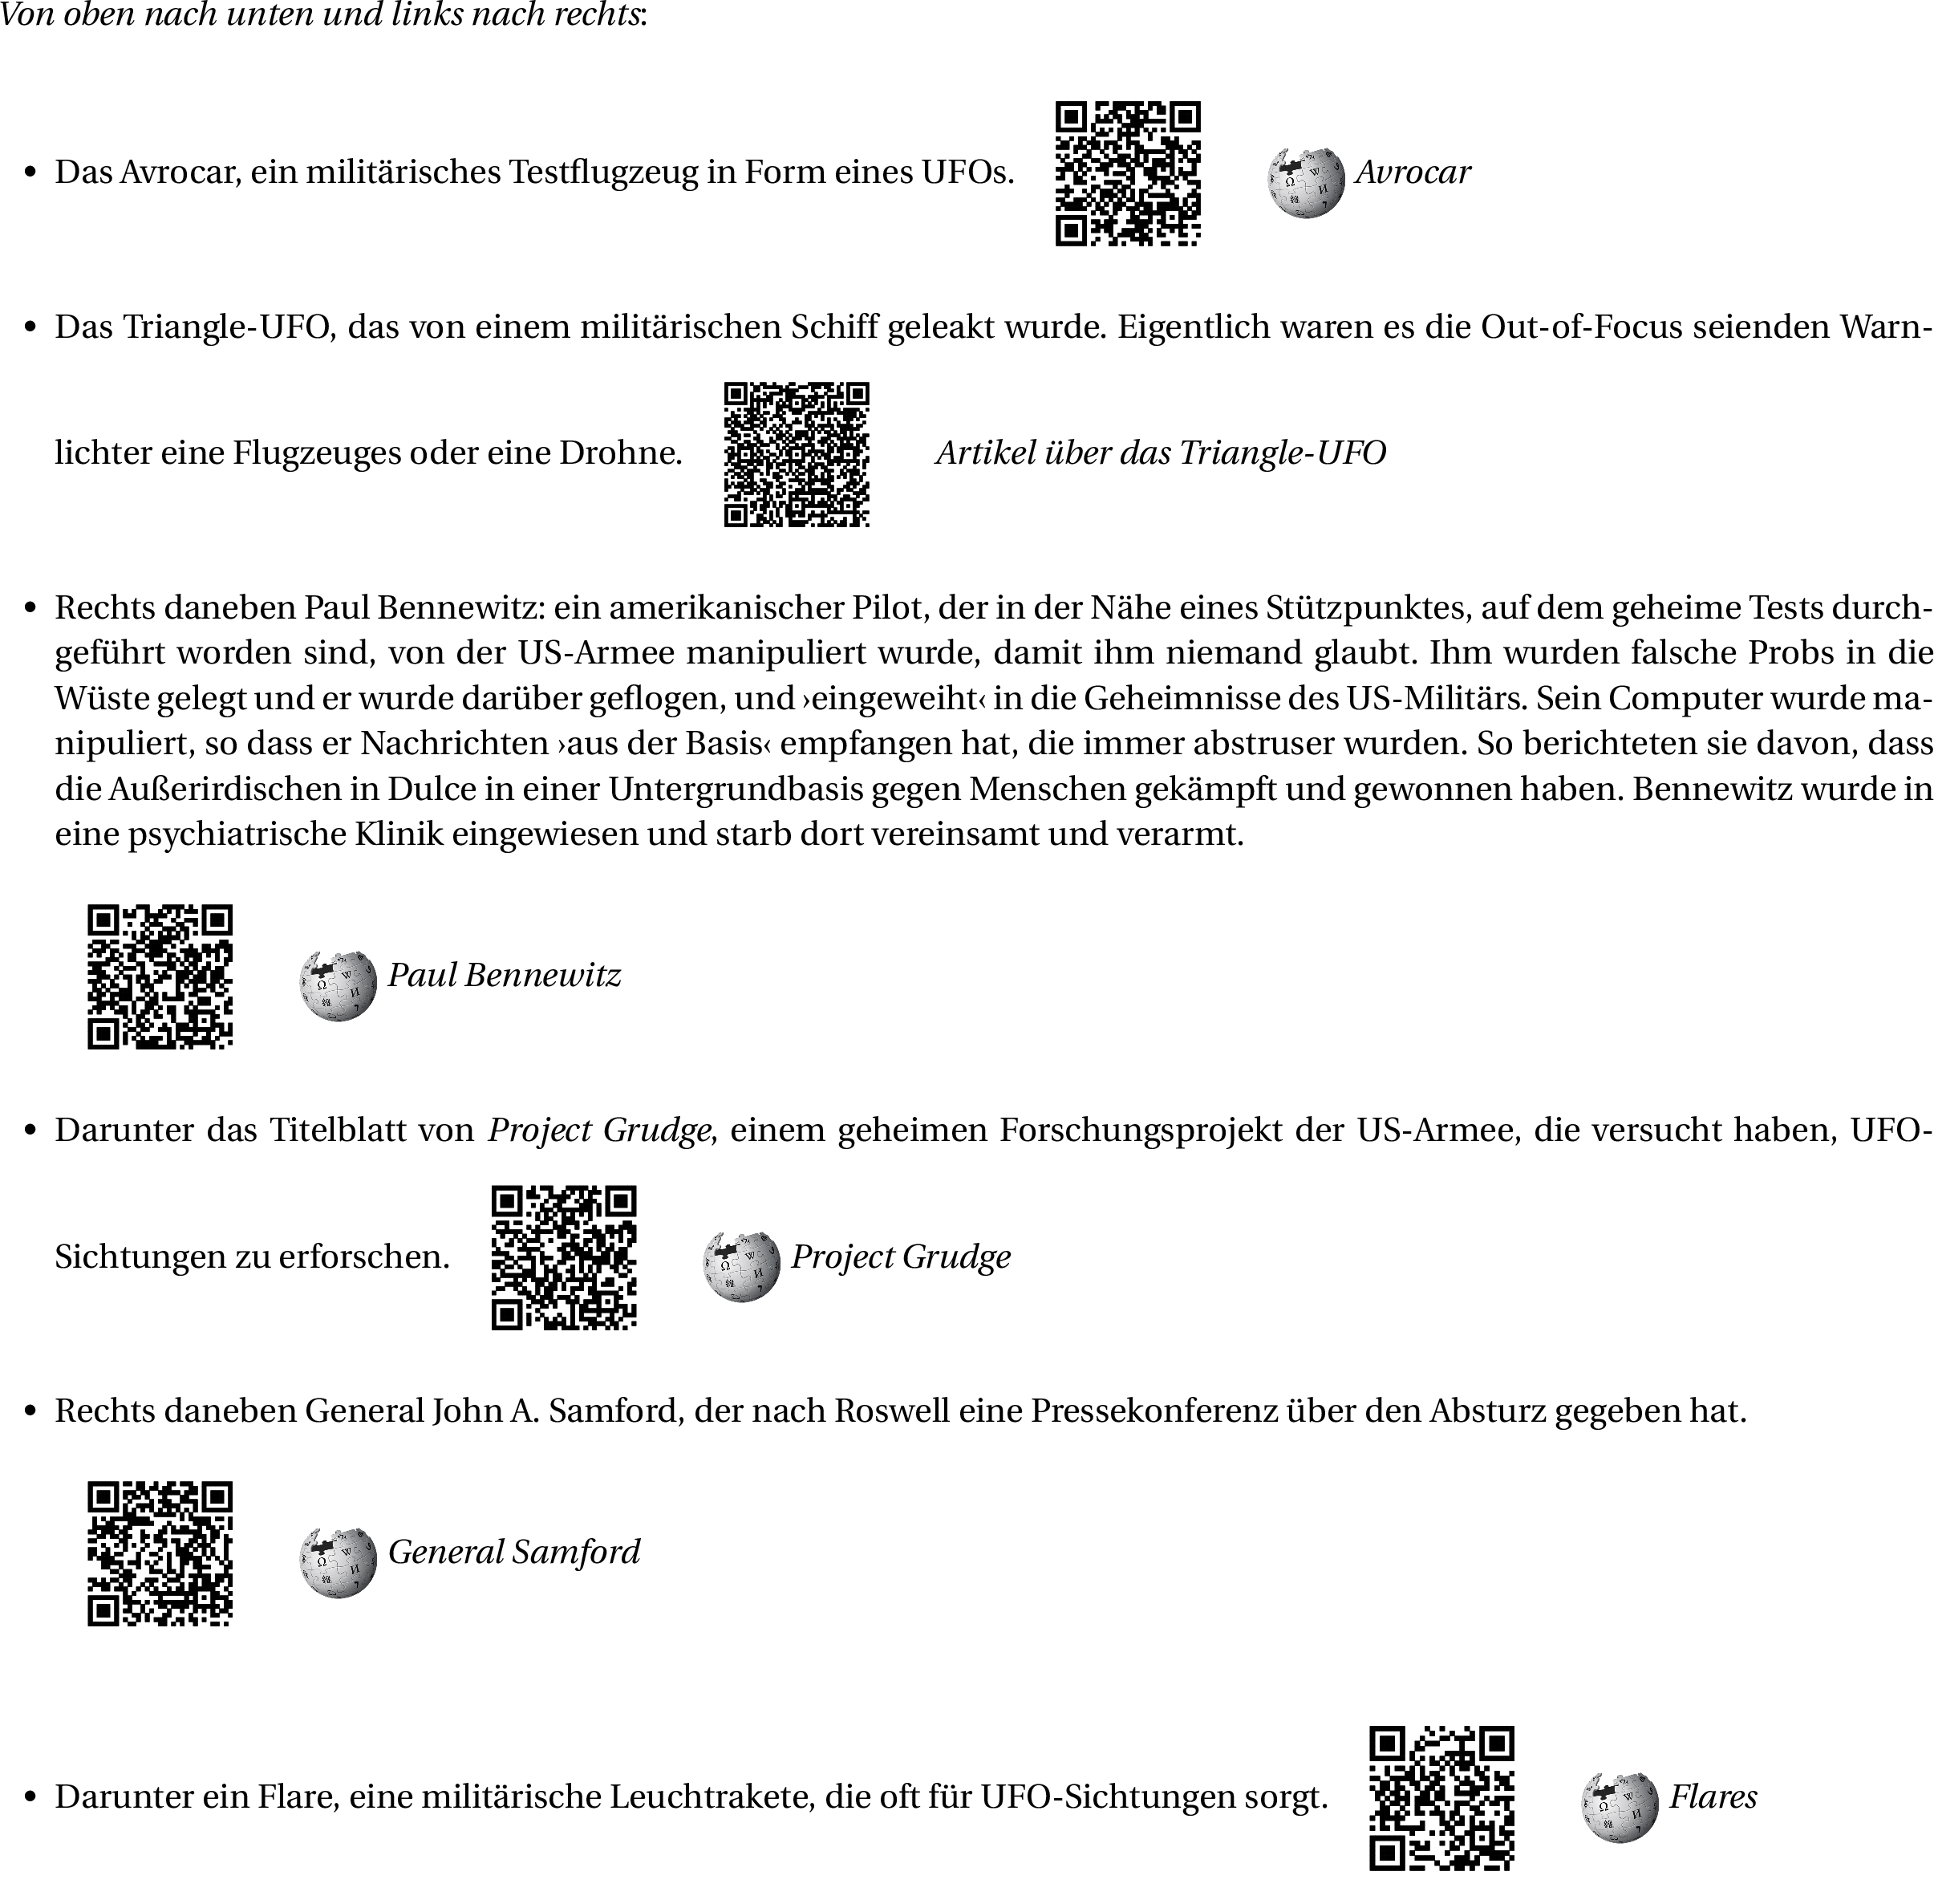 Von oben nach unten und links nach rechts:
• Das Avrocar, ein militärisches Testflugzeug in Form eines UFOs. Avrocar
• Das Triangle-UFO, das von einem militärischen Schiff geleakt wurde. Eigentlich waren es die Out-of-Focus seienden Warn-
lichter eine Flugzeuges oder eine Drohne. Artikel über das Triangle-UFO
• Rechts daneben Paul Bennewitz: ein amerikanischer Pilot, der in der Nähe eines Stützpunktes, auf dem geheime Tests durch-
geführt worden sind, von der US-Armee manipuliert wurde, damit ihm niemand glaubt. Ihm wurden falsche Probs in die
Wüste gelegt und er wurde darüber geflogen, und ›eingeweiht‹ in die Geheimnisse des US-Militärs. Sein Computer wurde ma-
nipuliert, so dass er Nachrichten ›aus der Basis‹ empfangen hat, die immer abstruser wurden. So berichteten sie davon, dass
die Außerirdischen in Dulce in einer Untergrundbasis gegen Menschen gekämpft und gewonnen haben. Bennewitz wurde in
eine psychiatrische Klinik eingewiesen und starb dort vereinsamt und verarmt.
Paul Bennewitz
• Darunter das Titelblatt von Project Grudge, einem geheimen Forschungsprojekt der US-Armee, die versucht haben, UFO-
Sichtungen zu erforschen. Project Grudge
• Rechts daneben General John A. Samford, der nach Roswell eine Pressekonferenz über den Absturz gegeben hat.
General Samford
• Darunter ein Flare, eine militärische Leuchtrakete, die oft für UFO-Sichtungen sorgt. Flares